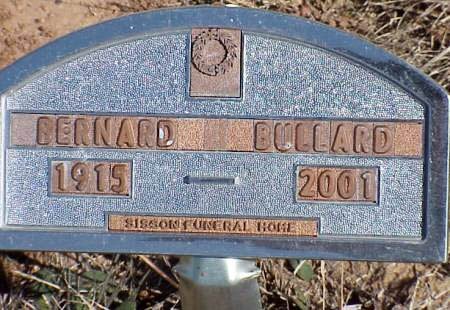 BERNARD BULLARD
1915 — 2001
SISSON FUNERAL HOME